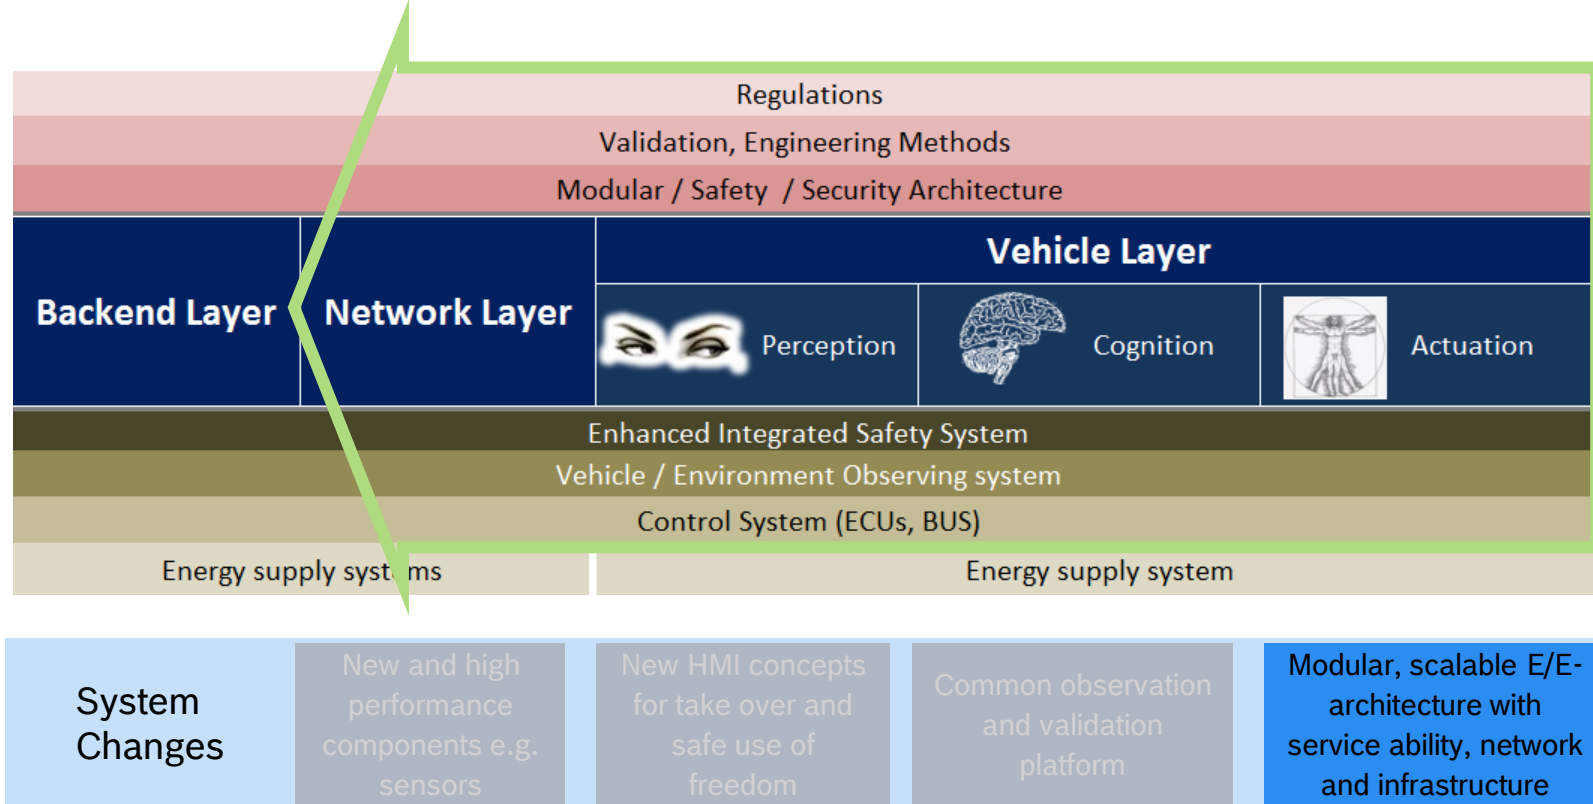 Regulations
Validation, Engineering Methods
Modular / Safety / Security Architecture
Backend Layer
Network Layer
Vehicle Layer
Perception
Cognition
Actuation
Enhanced Integrated Safety System
Vehicle / Environment Observing system
Control System (ECUs, BUS)
Energy supply systems
Energy supply system
System
Changes
New and high
performance
components e.g.
sensors
New HMI concepts
for take over and
safe use of
freedom
Common observation
and validation
platform
Modular, scalable E/E-
architecture with
service ability, network
and infrastructure